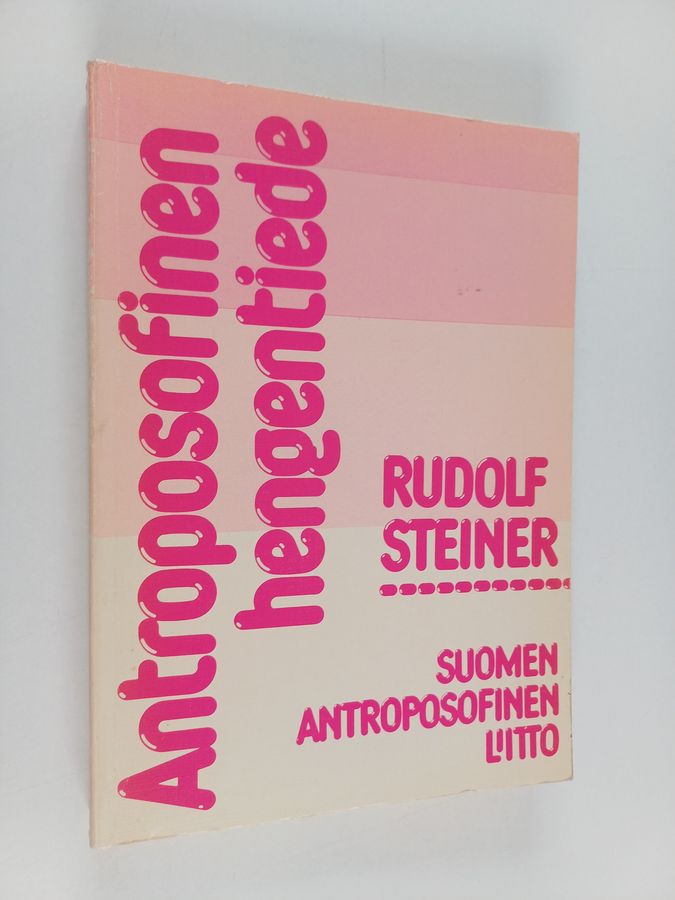 Antroposofinen
hengentiede
RUDOLF
STEINER
SUOMEN
ANTROPOSOFINEN
LIITTO